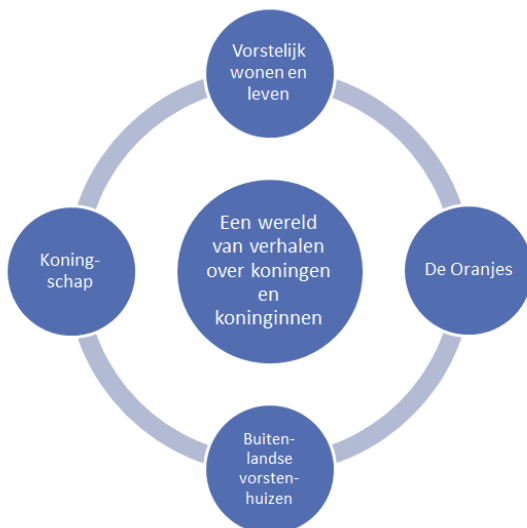 Vorstelijk
wonen en
leven
Een wereld
van verhalen
over koningen
en
koninginnen
Koning-
schap
De Oranjes
Buiten-
landse
vorsten-
huizen